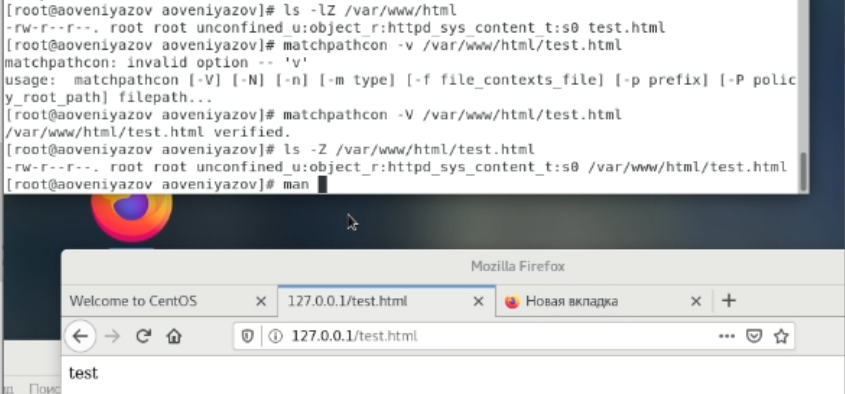 [root@aoveniyazov aoveniyazov]# ls -lZ /var/www/html
-rw-r--r--. root root unconfined_u:object_r:httpd_sys_content_t:s0 test.html
[root@aoveniyazov aoveniyazov]# matchpathcon -v /var/www/html/test.html
matchpathcon: invalid option -- 'v'
usage:  matchpathcon [-V] [-N] [-n] [-m type] [-f file_contexts_file] [-p prefix] [-P polic
y_root_path] filepath...
[root@aoveniyazov aoveniyazov]# matchpathcon -V /var/www/html/test.html
/var/www/html/test.html verified.
[root@aoveniyazov aoveniyazov]# ls -Z /var/www/html/test.html
-rw-r--r--. root root unconfined_u:object_r:httpd_sys_content_t:s0 /var/www/html/test.html
[root@aoveniyazov aoveniyazov]# man
Mozilla Firefox
Welcome to CentOS
127.0.0.1/test.html
Новая вкладка
127.0.0.1/test.html
test